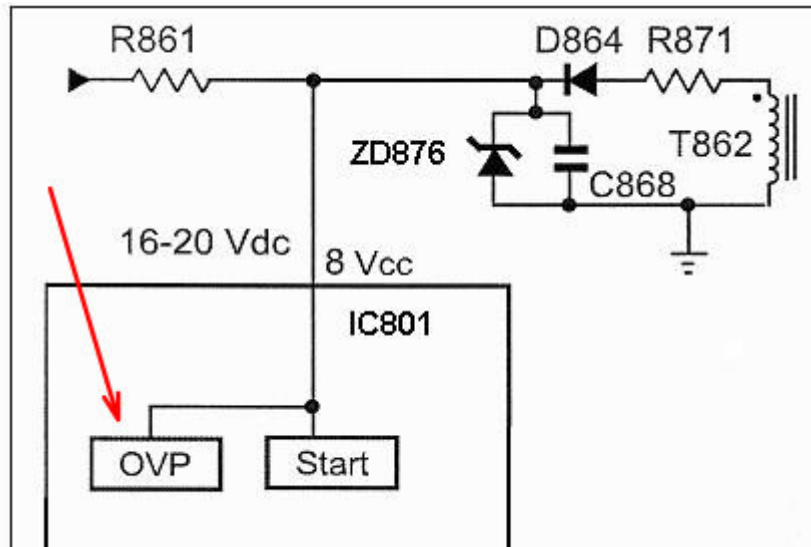 R861
D864
R871
ZD876
C868
T862
16-20 Vdc
8 Vcc
IC801
OVP
Start